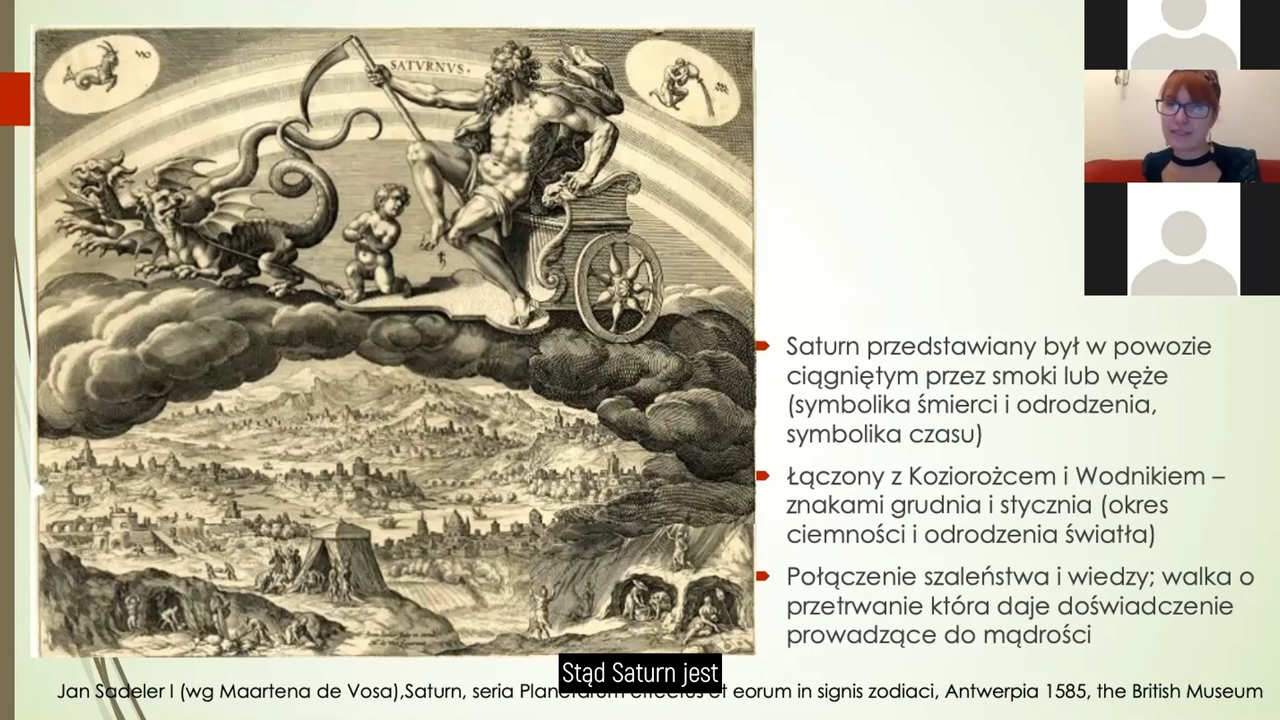 SATVRNVS.
Saturn przedstawiany był w powozie
ciągniętym przez smoki lub węże
(symbolika śmierci i odrodzenia,
symbolika czasu)
Łączony z Koziorożcem i Wodnikiem –
znakami grudnia i stycznia (okres
ciemności i odrodzenia światła)
Połączenie szaleństwa i wiedzy; walka o
przetrwanie która daje doświadczenie
prowadzące do mądrości
Stąd Saturn jest
Jan Sadeler I (wg Maartena de Vosa),Saturn, seria Planetarum effectus et eorum in signis zodiaci, Antwerpia 1585, the British Museum